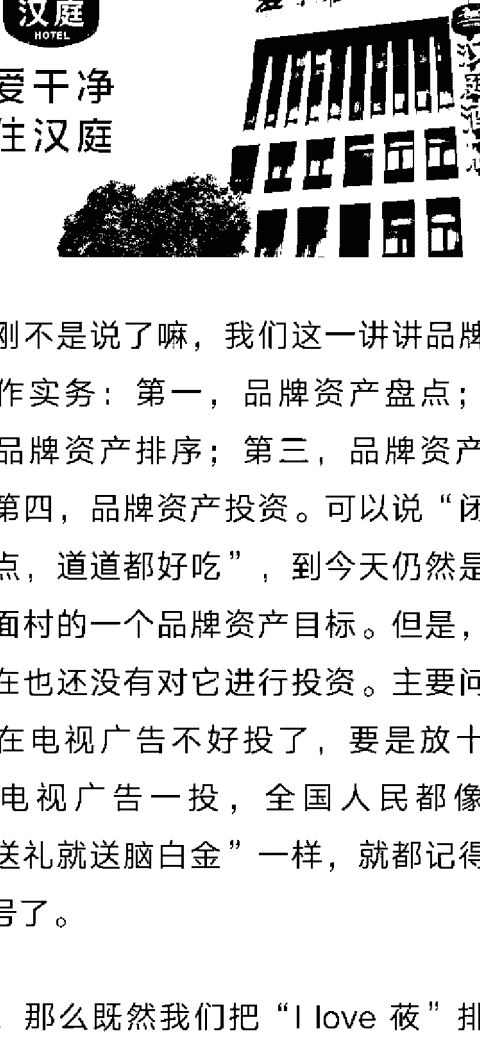 汉庭
HOTEL
爱干净
住汉庭
刚不是说了嘛，我们这一讲讲品牌
作实务：第一，品牌资产盘点；
品牌资产排序；第三，品牌资产
第四，品牌资产投资。可以说“闭
点，道道都好吃”，到今天仍然是
面村的一个品牌资产目标。但是，
在也还没有对它进行投资。主要问
在电视广告不好投了，要是放十
电视广告一投，全国人民都像
送礼就送脑白金”一样，就都记得
号了。
那么既然我们把“I love 莜”排